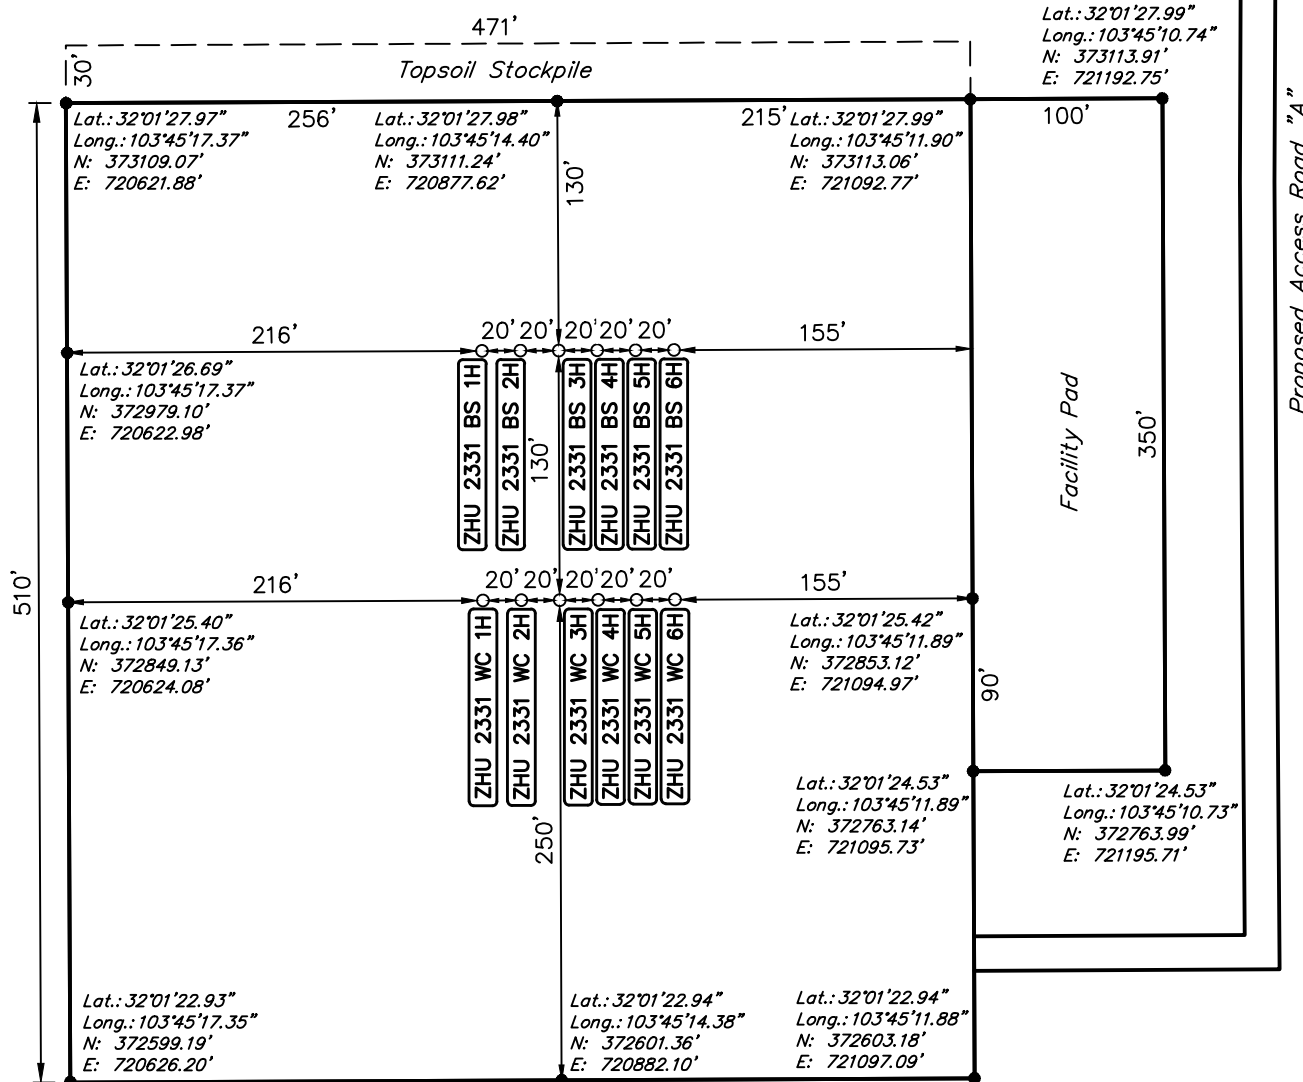 471'
30'
Topsoil Stockpile
Lat.: 32°01'27.99"
Long.: 103°45'10.74"
N: 373113.91'
E: 721192.75'
Lat.: 32°01'27.97"
Long.: 103°45'17.37"
N: 373109.07'
E: 720621.88'
256'
Lat.: 32°01'27.98"
Long.: 103°45'14.40"
N: 373111.24'
E: 720877.62'
130'
215'
Lat.: 32°01'27.99"
Long.: 103°45'11.90"
N: 373113.06'
E: 721092.77'
100'
Proposed Access Road "A"
216'
20' 20' 20' 20' 20'
155'
Lat.: 32°01'26.69"
Long.: 103°45'17.37"
N: 372979.10'
E: 720622.98'
ZHU 2331 BS 1H
ZHU 2331 BS 2H
130'
ZHU 2331 BS 3H
ZHU 2331 BS 4H
ZHU 2331 BS 5H
ZHU 2331 BS 6H
Facility Pad
350'
510'
216'
20' 20' 20' 20' 20'
155'
Lat.: 32°01'25.40"
Long.: 103°45'17.36"
N: 372849.13'
E: 720624.08'
ZHU 2331 WC 1H
ZHU 2331 WC 2H
ZHU 2331 WC 3H
ZHU 2331 WC 4H
ZHU 2331 WC 5H
ZHU 2331 WC 6H
Lat.: 32°01'25.42"
Long.: 103°45'11.89"
N: 372853.12'
E: 721094.97'
90'
250'
Lat.: 32°01'24.53"
Long.: 103°45'11.89"
N: 372763.14'
E: 721095.73'
Lat.: 32°01'24.53"
Long.: 103°45'10.73"
N: 372763.99'
E: 721195.71'
Lat.: 32°01'22.93"
Long.: 103°45'17.35"
N: 372599.19'
E: 720626.20'
Lat.: 32°01'22.94"
Long.: 103°45'14.38"
N: 372601.36'
E: 720882.10'
Lat.: 32°01'22.94"
Long.: 103°45'11.88"
N: 372603.18'
E: 721097.09'